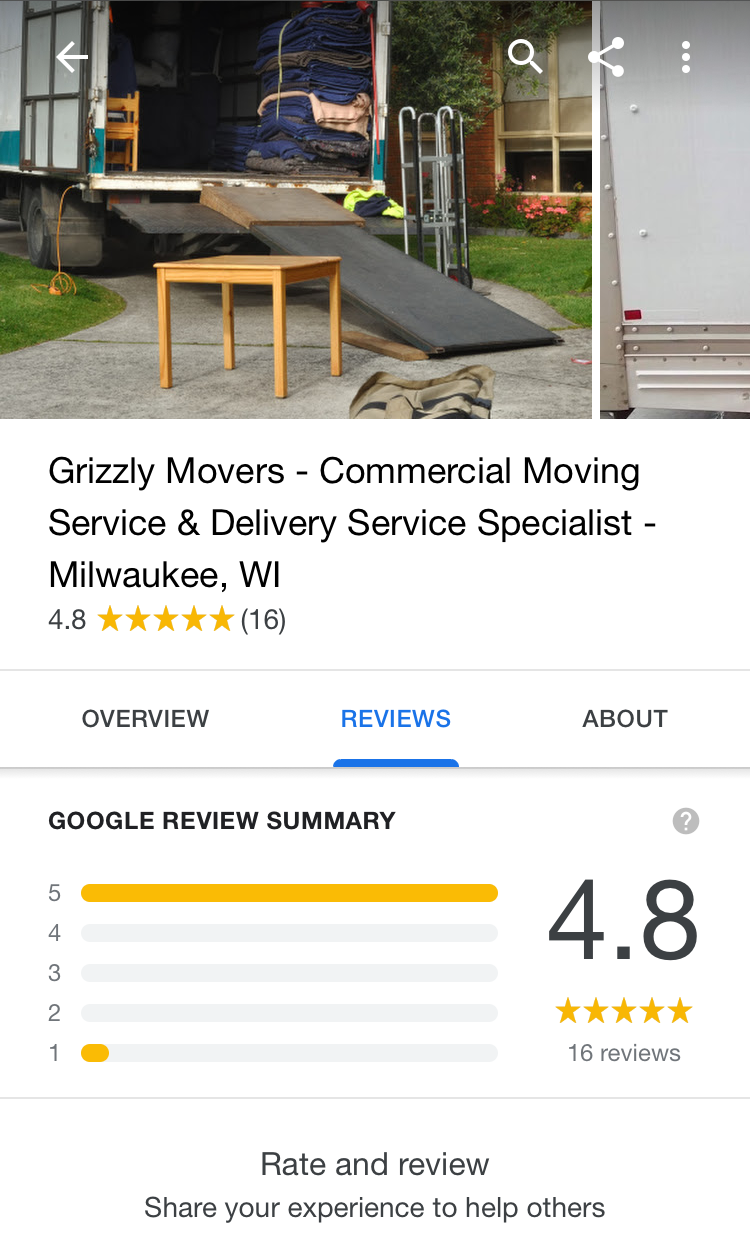 Grizzly Movers - Commercial Moving
Service & Delivery Service Specialist -
Milwaukee, WI
4.8 ★★★★★ (16)
OVERVIEW REVIEWS ABOUT
GOOGLE REVIEW SUMMARY ?
5
4
3
2
1
4.8
★★★★★
16 reviews
Rate and review
Share your experience to help others